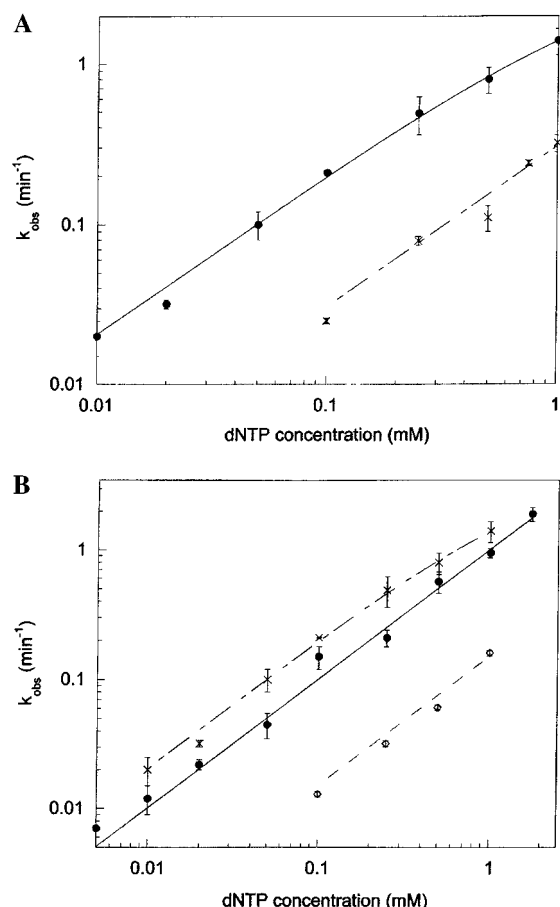 A
1
0.1
0.01
k_obs (min⁻¹)
0.01
0.1
1
dNTP concentration (mM)
B
1
0.1
0.01
k_obs (min⁻¹)
0.01
0.1
1
dNTP concentration (mM)